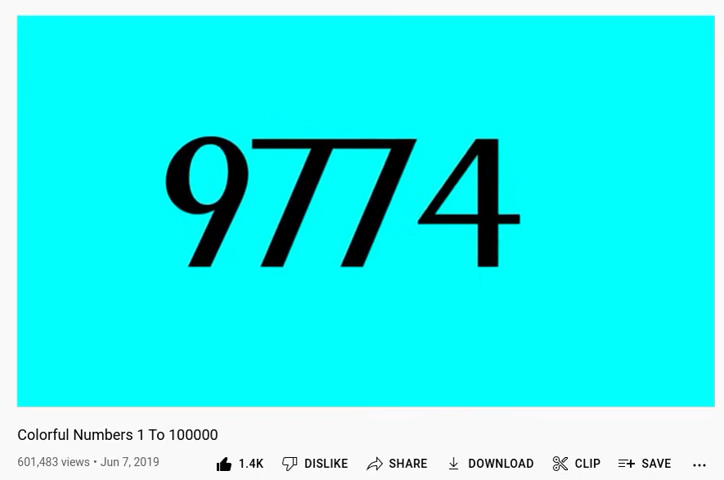 9774
Colorful Numbers 1 To 100000
601,483 views • Jun 7, 2019 1.4K DISLIKE SHARE DOWNLOAD CLIP SAVE ...